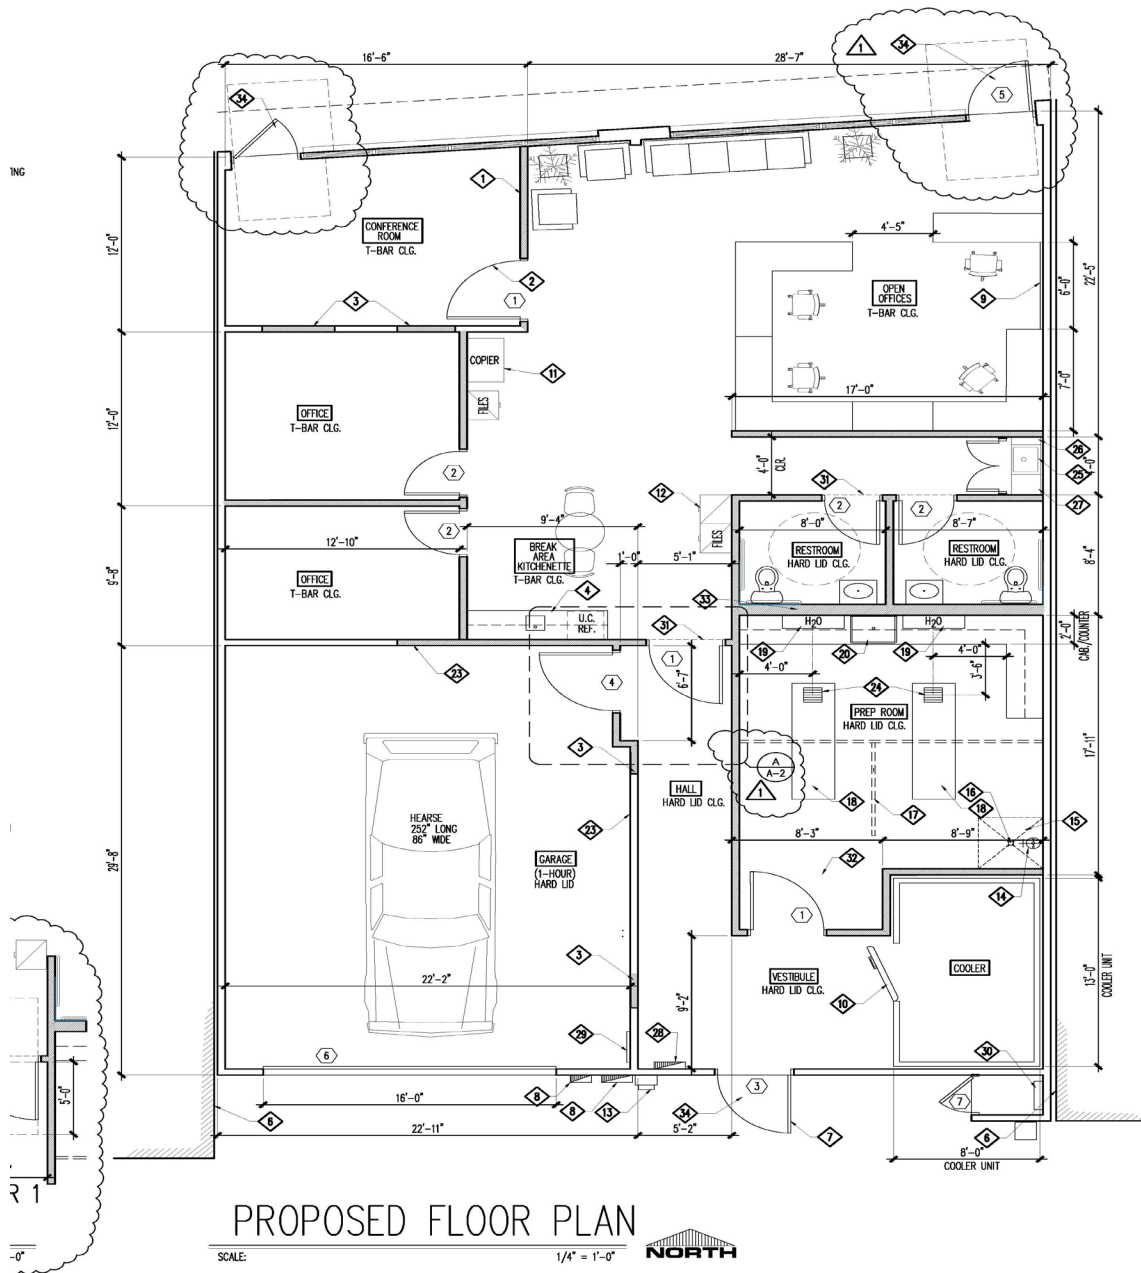 16'-6"
28'-7"
1
34
34
5
ING
1
CONFERENCE
ROOM
T-BAR CLG.
12'-0"
2
1
3
4'-5"
OPEN
OFFICES
T-BAR CLG.
9
6'-0"
22'-5"
COPIER
11
FILES
17'-0"
7'-0"
OFFICE
T-BAR CLG.
12'-0"
2
4'-0"
CLR.
26
25
4'-0"
27
31
12
2
2
2
9'-4"
8'-0"
8'-7"
FILES
12'-10"
BREAK
AREA
KITCHENETTE
T-BAR CLG.
1'-0"
5'-1"
RESTROOM
HARD LID CLG.
RESTROOM
HARD LID CLG.
8'-4"
9'-8"
OFFICE
T-BAR CLG.
4
33
U.C.
REF.
31
H2O
H2O
19
20
19
2'-0"
CAB./COUNTER
23
4
1
6'-7"
4'-0"
4'-0"
3'-6"
24
PREP ROOM
HARD LID CLG.
17'-11"
3
A
A-2
1
HALL
HARD LID CLG.
18
17
18
16
15
HEARSE
252" LONG
86" WIDE
23
8'-3"
8'-9"
29'-8"
GARAGE
(1-HOUR)
HARD LID
32
14
1
3
VESTIBULE
HARD LID CLG.
COOLER
22'-2"
10
9'-2"
13'-0"
COOLER UNIT
29
28
30
6
8
8
13
34
3
7
7
6
6
16'-0"
22'-11"
5'-2"
8'-0"
COOLER UNIT
5'-0"
R 1
-0"
PROPOSED FLOOR PLAN
SCALE:
1/4" = 1'-0"
NORTH